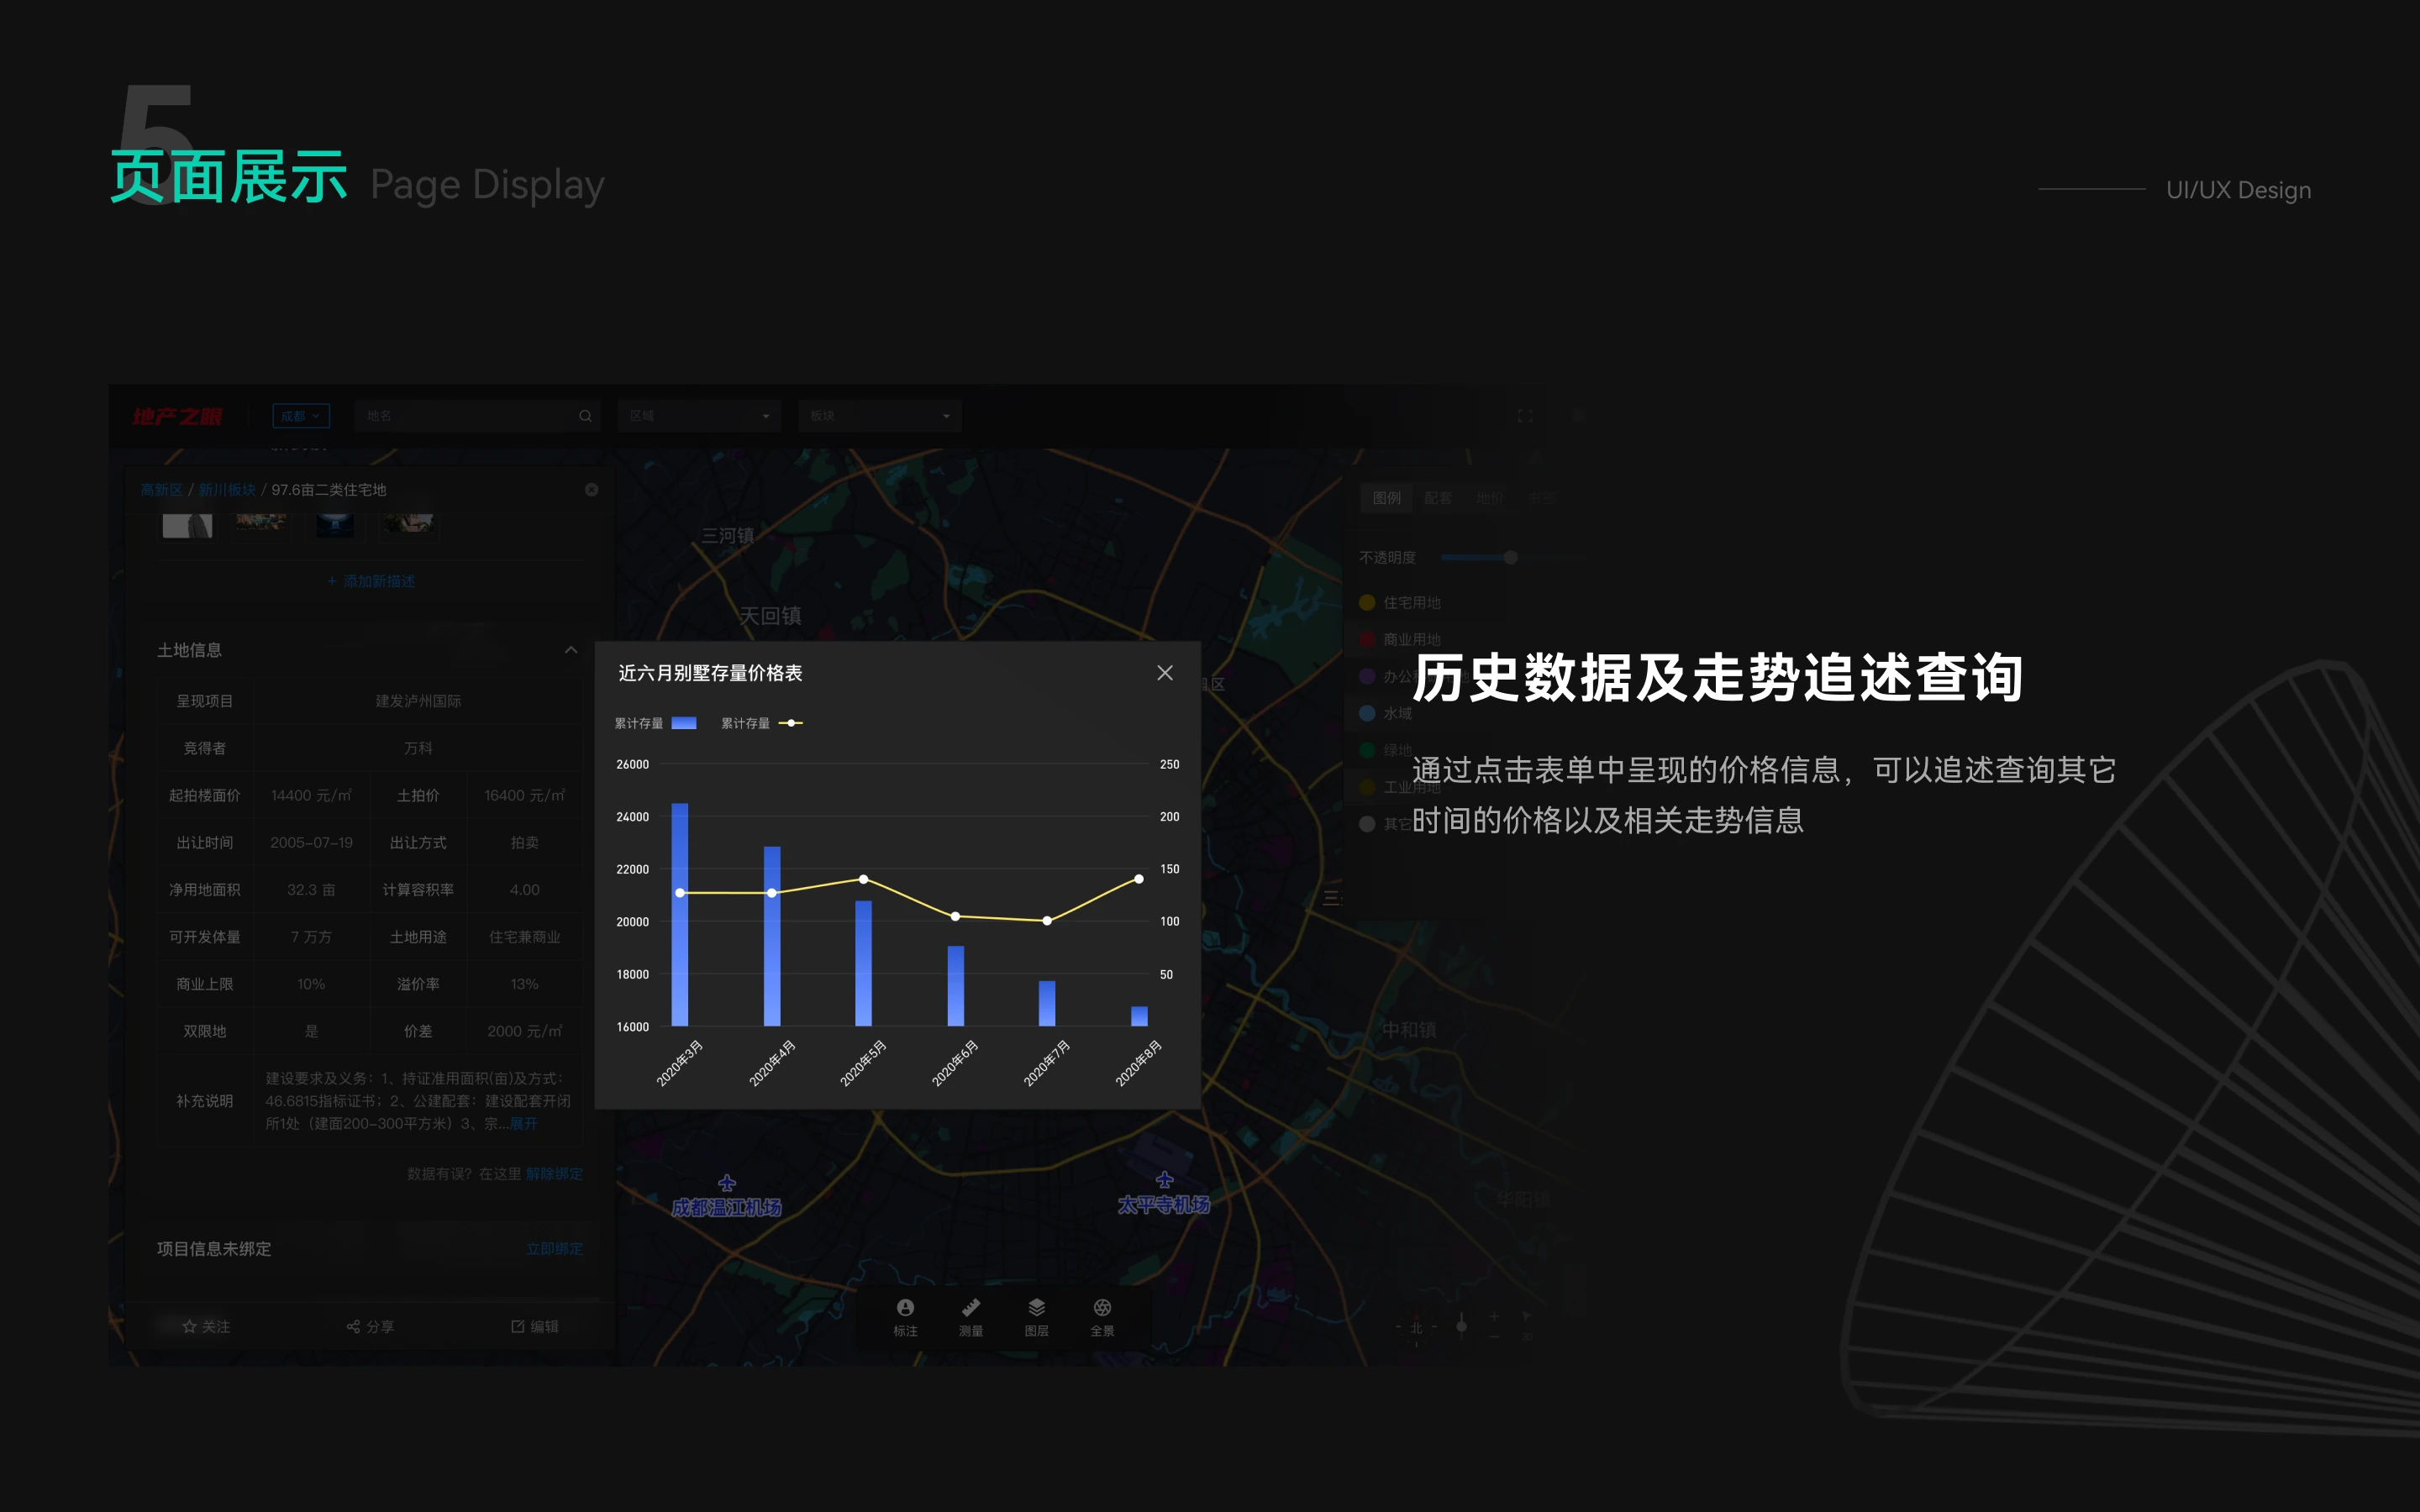 5
页面展示 Page Display
UI/UX Design
地产之眼
成都
地名
区域
板块
高新区 / 新川板块 / 97.6亩二类住宅地
+ 添加新描述
土地信息
呈现项目 建发泸州国际
竞得者 万科
起拍楼面价 14400 元/㎡ 土拍价 16400 元/㎡
出让时间 2005-07-19 出让方式 拍卖
净用地面积 32.3 亩 计算容积率 4.00
可开发体量 7 万方 土地用途 住宅兼商业
商业上限 10% 溢价率 13%
双限地 是 价差 2000 元/㎡
补充说明
建设要求及义务：1、持证准用面积(亩)及方式：
46.6815指标证书；2、公建配套：建设配套开闭
所1处（建面200-300平方米）3、宗...展开
数据有误？在这里 解除绑定
项目信息未绑定 立即绑定
关注 分享 编辑
三河镇
天回镇
近六月别墅存量价格表
累计存量 累计存量
26000
24000
22000
20000
18000
16000
250
200
150
100
50
2020年3月
2020年4月
2020年5月
2020年6月
2020年7月
2020年8月
成都温江机场
太平寺机场
中和镇
华阳镇
标注 测量 图层 全景
北
图例 配套 地价 书签
不透明度
住宅用地
商业用地
办公
水域
绿地
工业用地
其它
历史数据及走势追述查询
通过点击表单中呈现的价格信息，可以追述查询其它
时间的价格以及相关走势信息